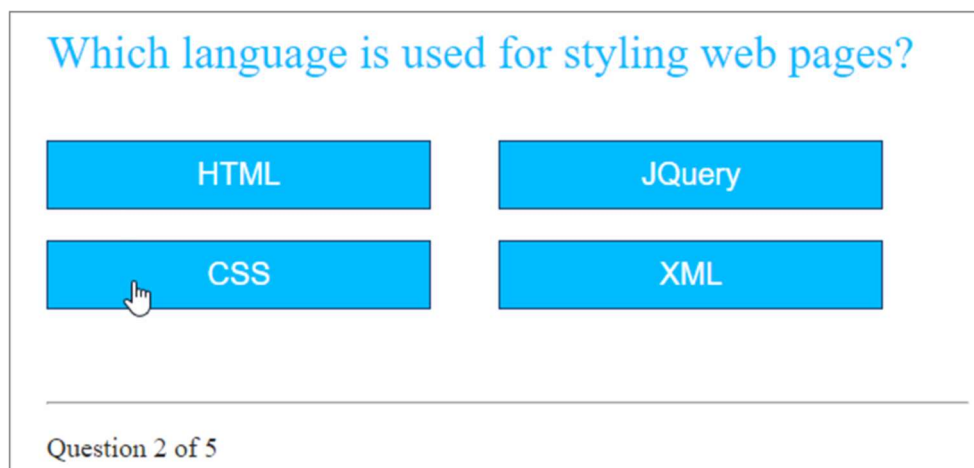 Which language is used for styling web pages?
HTML
JQuery
CSS
XML
Question 2 of 5